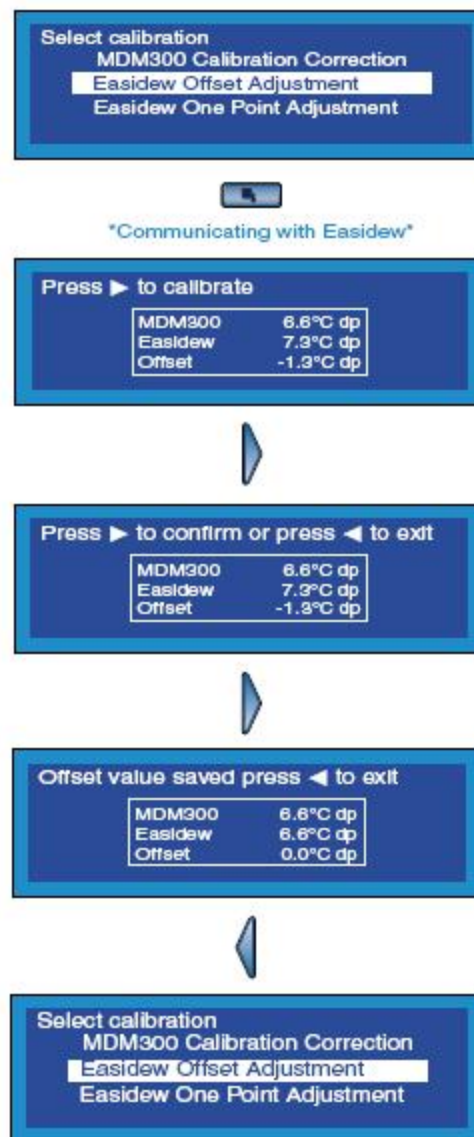 Select calibration
MDM300 Calibration Correction
Easidew Offset Adjustment
Easidew One Point Adjustment
"Communicating with Easidew"
Press ▶ to calibrate
MDM300 6.6°C dp
Easidew 7.3°C dp
Offset -1.3°C dp
Press ▶ to confirm or press ◀ to exit
MDM300 6.6°C dp
Easidew 7.3°C dp
Offset -1.3°C dp
Offset value saved press ◀ to exit
MDM300 6.6°C dp
Easidew 6.6°C dp
Offset 0.0°C dp
Select calibration
MDM300 Calibration Correction
Easidew Offset Adjustment
Easidew One Point Adjustment